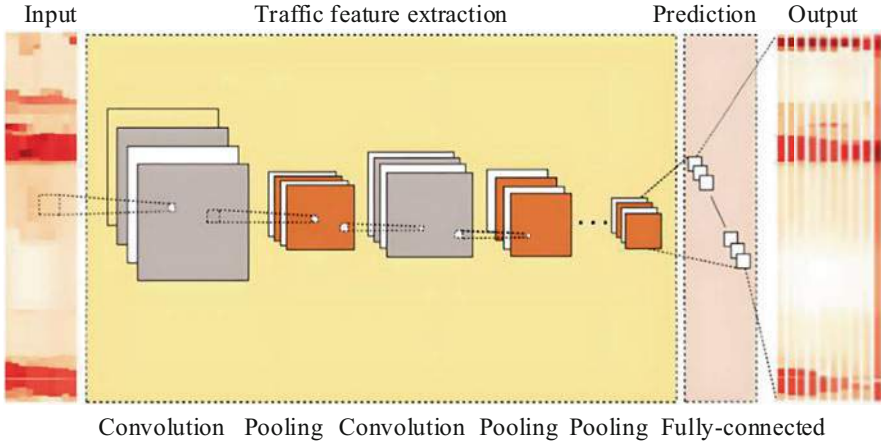 Input Traffic feature extraction Prediction Output
Convolution Pooling Convolution Pooling Pooling Fully-connected